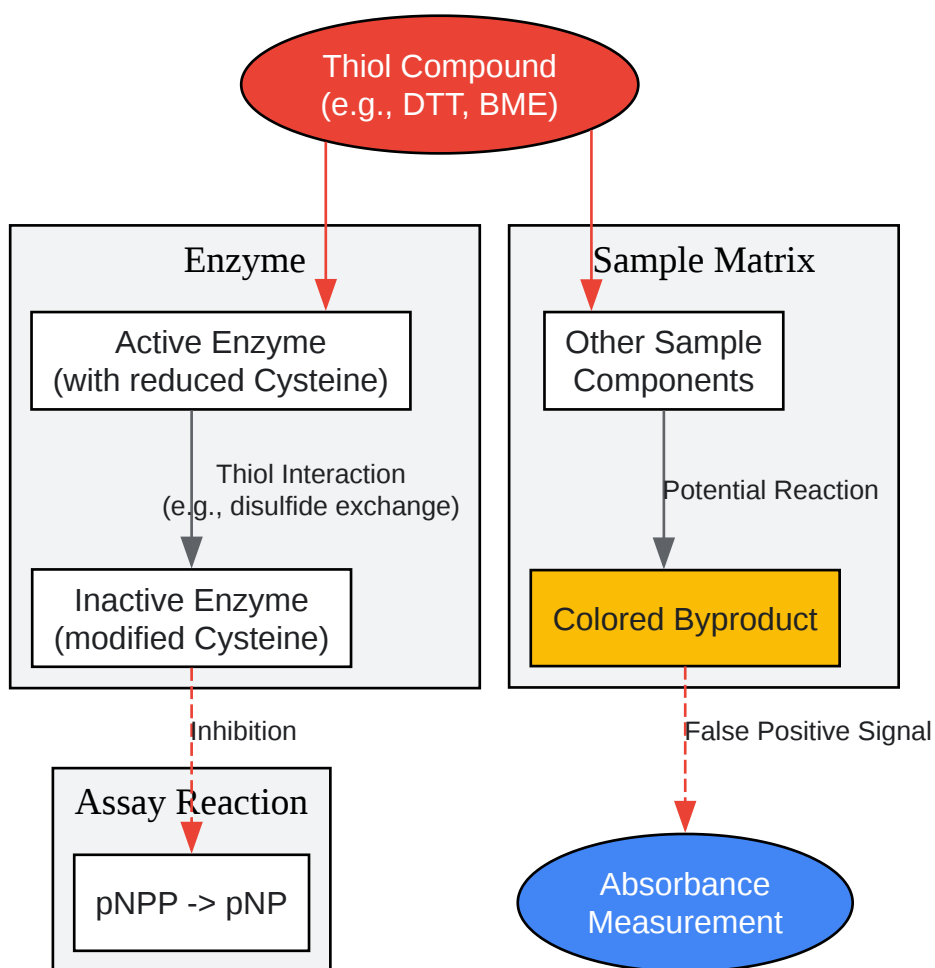 Thiol Compound
(e.g., DTT, BME)
Enzyme
Active Enzyme
(with reduced Cysteine)
Thiol Interaction
(e.g., disulfide exchange)
Inactive Enzyme
(modified Cysteine)
Inhibition
Assay Reaction
pNPP -> pNP
Sample Matrix
Other Sample
Components
Potential Reaction
Colored Byproduct
False Positive Signal
Absorbance
Measurement